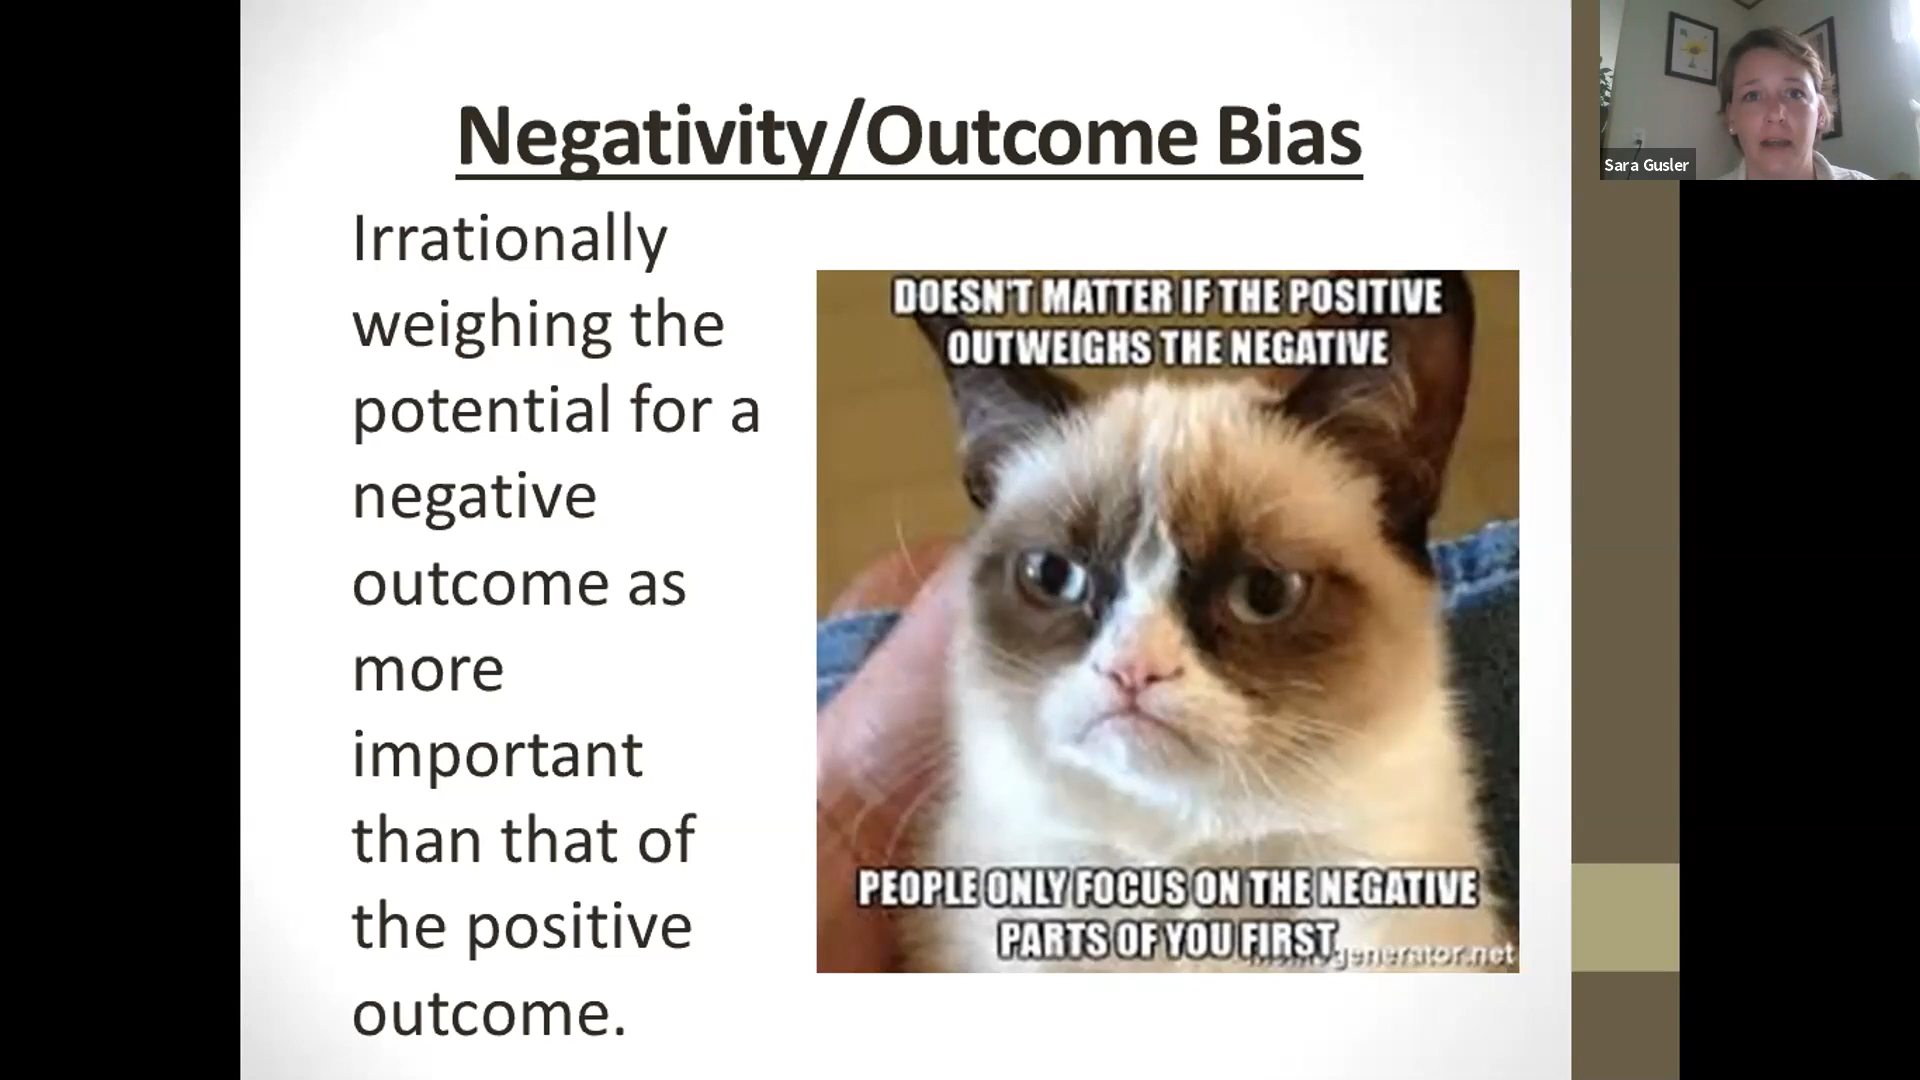 Negativity/Outcome Bias
Irrationally
weighing the
potential for a
negative
outcome as
more
important
than that of
the positive
outcome.
DOESN'T MATTER IF THE POSITIVE
OUTWEIGHS THE NEGATIVE
PEOPLE ONLY FOCUS ON THE NEGATIVE
PARTS OF YOU FIRST
generator.net
Sara Gusler